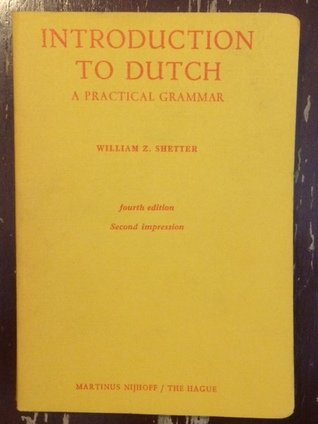 INTRODUCTION
TO DUTCH
A PRACTICAL GRAMMAR
WILLIAM Z. SHETTER
fourth edition
Second impression
MARTINUS NIJHOFF / THE HAGUE